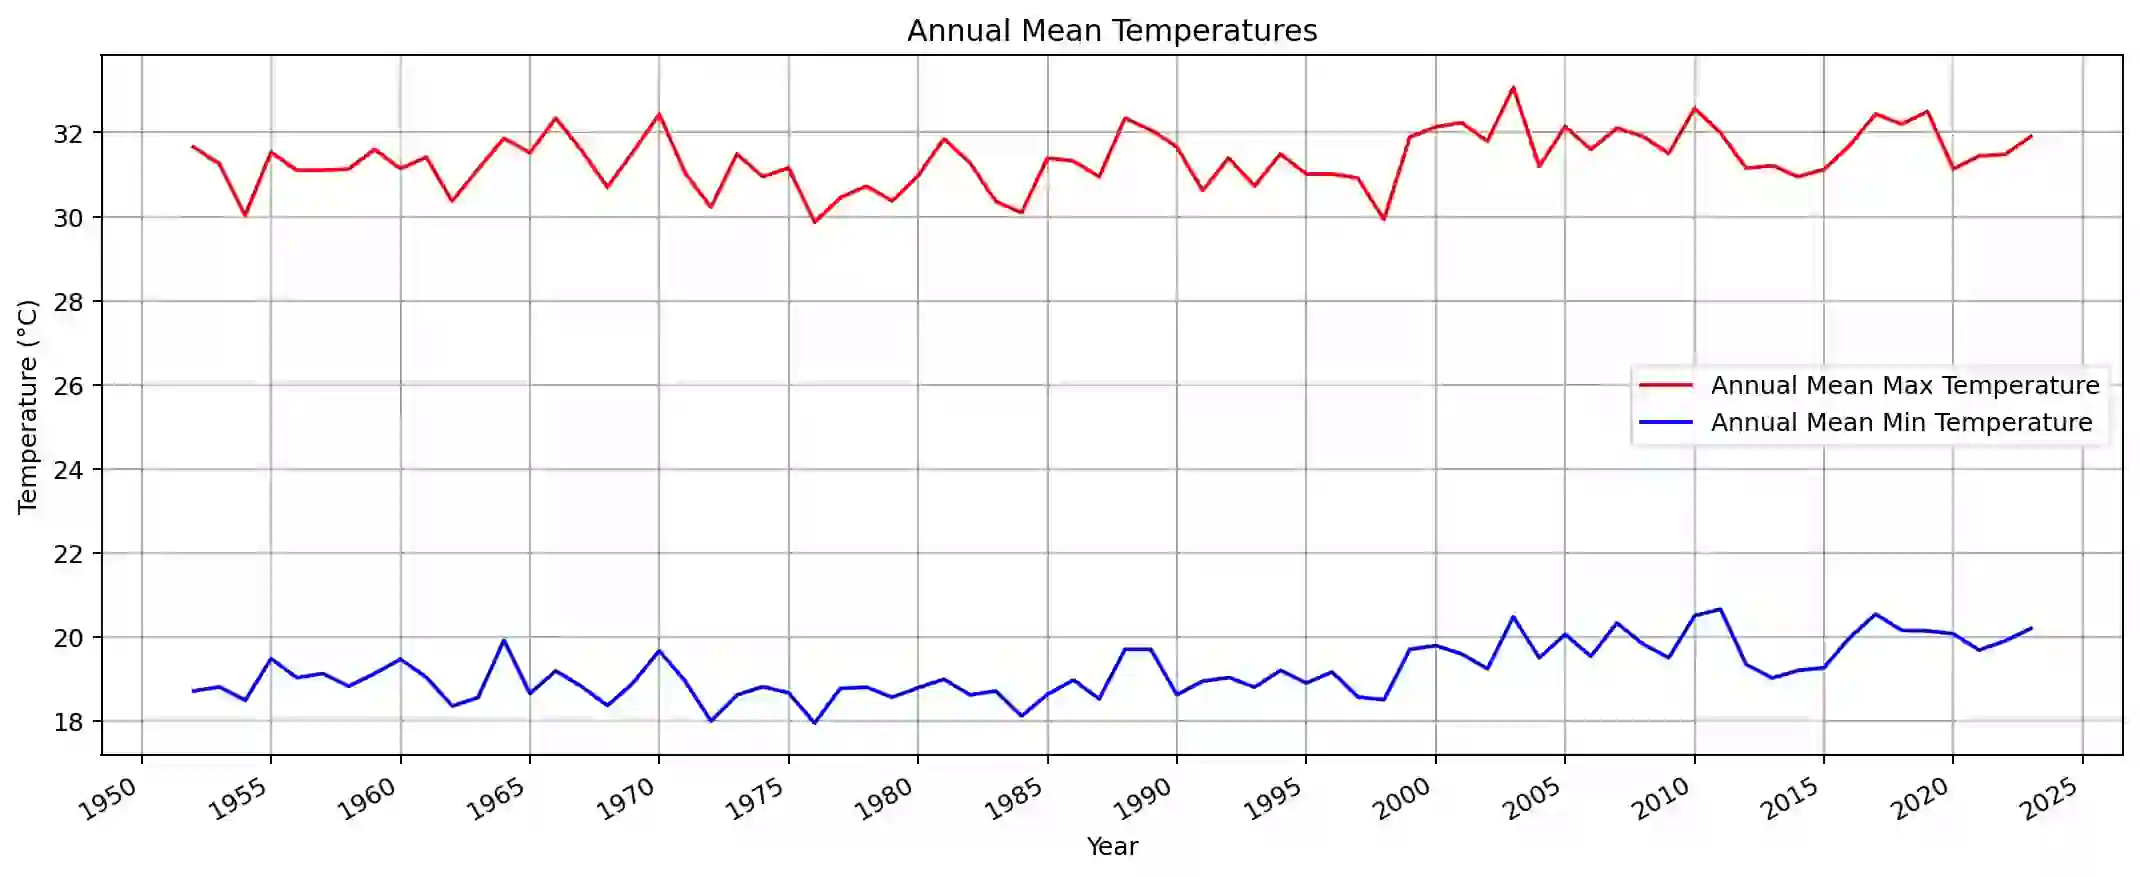 Annual Mean Temperatures
32
30
28
26
24
22
20
18
Temperature (°C)
Annual Mean Max Temperature
Annual Mean Min Temperature
1950 1955 1960 1965 1970 1975 1980 1985 1990 1995 2000 2005 2010 2015 2020 2025
Year